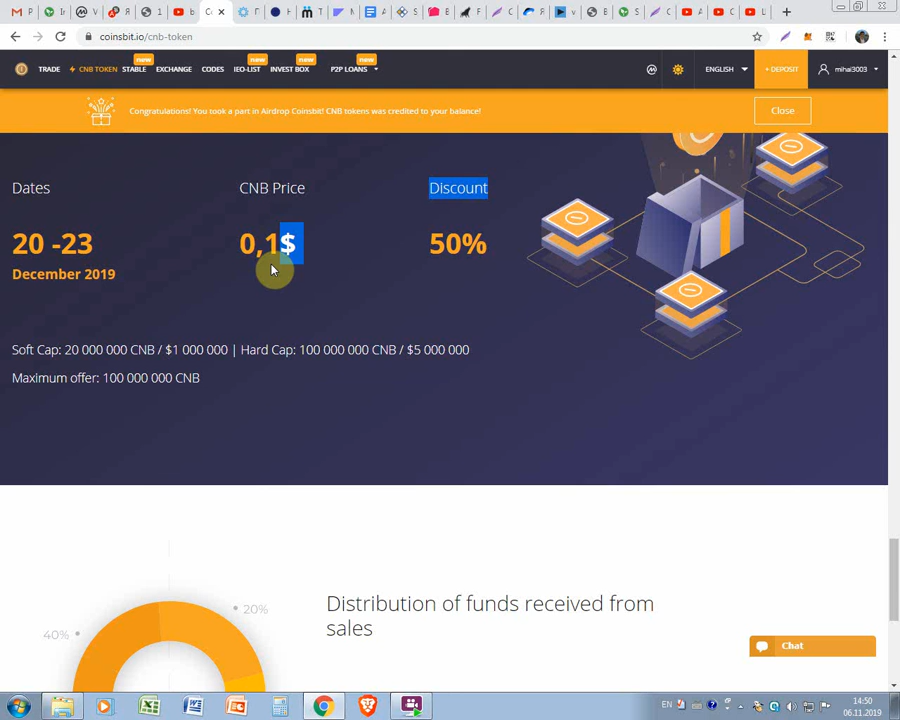 coinsbit.io/cnb-token
TRADE CNB TOKEN STABLE new EXCHANGE CODES IEO-LIST new INVEST BOX new P2P LOANS new ENGLISH + DEPOSIT mihai3003
Congratulations! You took a part in Airdrop Coinsbit! CNB tokens was credited to your balance!
Close
Dates CNB Price Discount
20 -23 0,1$ 50%
December 2019
Soft Cap: 20 000 000 CNB / $1 000 000 | Hard Cap: 100 000 000 CNB / $5 000 000
Maximum offer: 100 000 000 CNB
20%
40%
Distribution of funds received from
sales
Chat
EN
14:50
06.11.2019